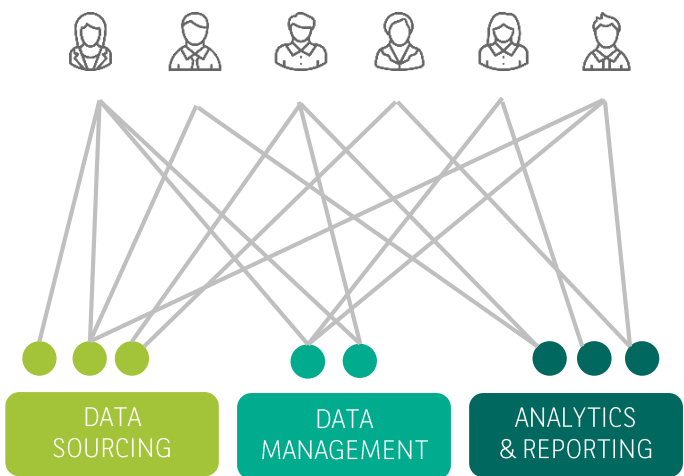 DATA
SOURCING
DATA
MANAGEMENT
ANALYTICS
& REPORTING